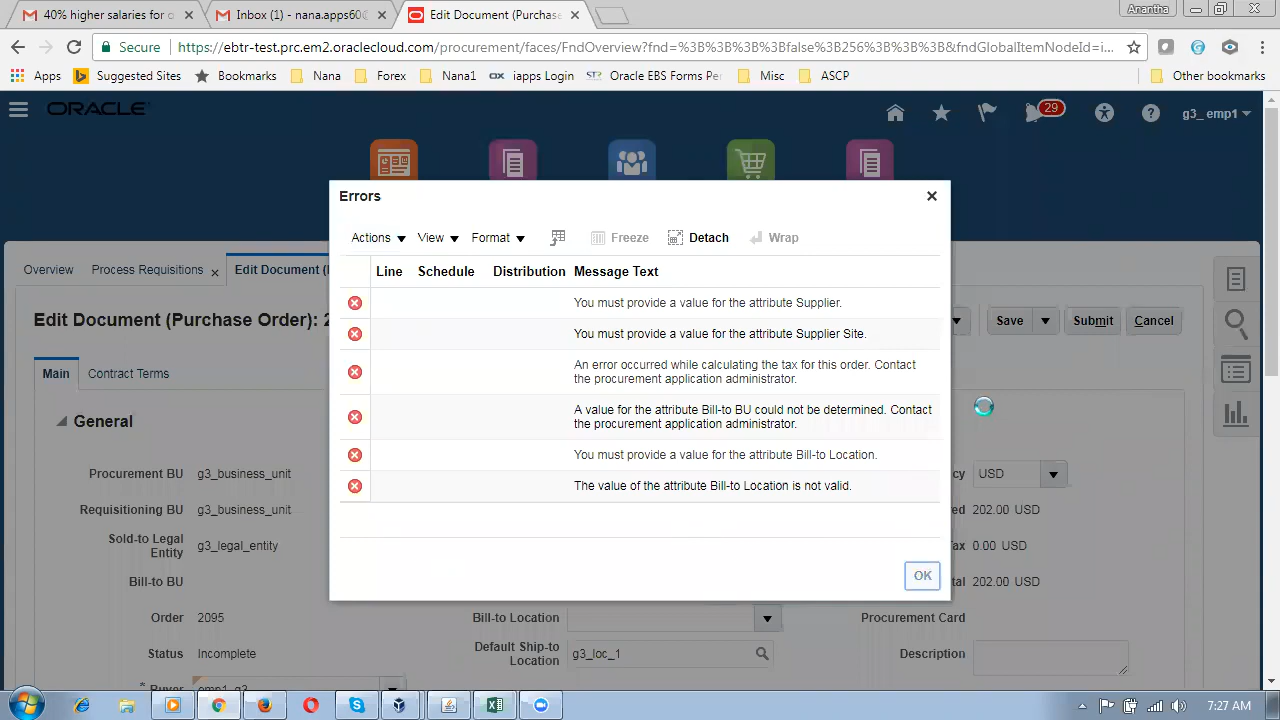 40% higher salaries for o
Inbox (1) - nana.apps60@
Edit Document (Purchase
Anantha
Secure
https://ebtr-test.prc.em2.oraclecloud.com/procurement/faces/FndOverview?fnd=%3B%3B%3B%3Bfalse%3B256%3B%3B%3B&fndGlobalItemNodeId=i...
Apps
Suggested Sites
Bookmarks
Nana
Forex
Nana1
iapps Login
Oracle EBS Forms Pe
Misc
ASCP
Other bookmarks
ORACLE
29
g3_ emp1
Errors
Actions
View
Format
Freeze
Detach
Wrap
Line
Schedule
Distribution
Message Text
You must provide a value for the attribute Supplier.
You must provide a value for the attribute Supplier Site.
An error occurred while calculating the tax for this order. Contact
the procurement application administrator.
A value for the attribute Bill-to BU could not be determined. Contact
the procurement application administrator.
You must provide a value for the attribute Bill-to Location.
The value of the attribute Bill-to Location is not valid.
OK
Overview
Process Requisitions
Edit Document (
Edit Document (Purchase Order): 2
Save
Submit
Cancel
Main
Contract Terms
General
Procurement BU
g3_business_unit
cy
USD
Requisitioning BU
g3_business_unit
ed
202.00 USD
Sold-to Legal
Entity
g3_legal_entity
Tax
0.00 USD
Bill-to BU
tal
202.00 USD
Order
2095
Bill-to Location
Procurement Card
Status
Incomplete
Default Ship-to
Location
g3_loc_1
Description
* Buyer
emp1_g3
7:27 AM